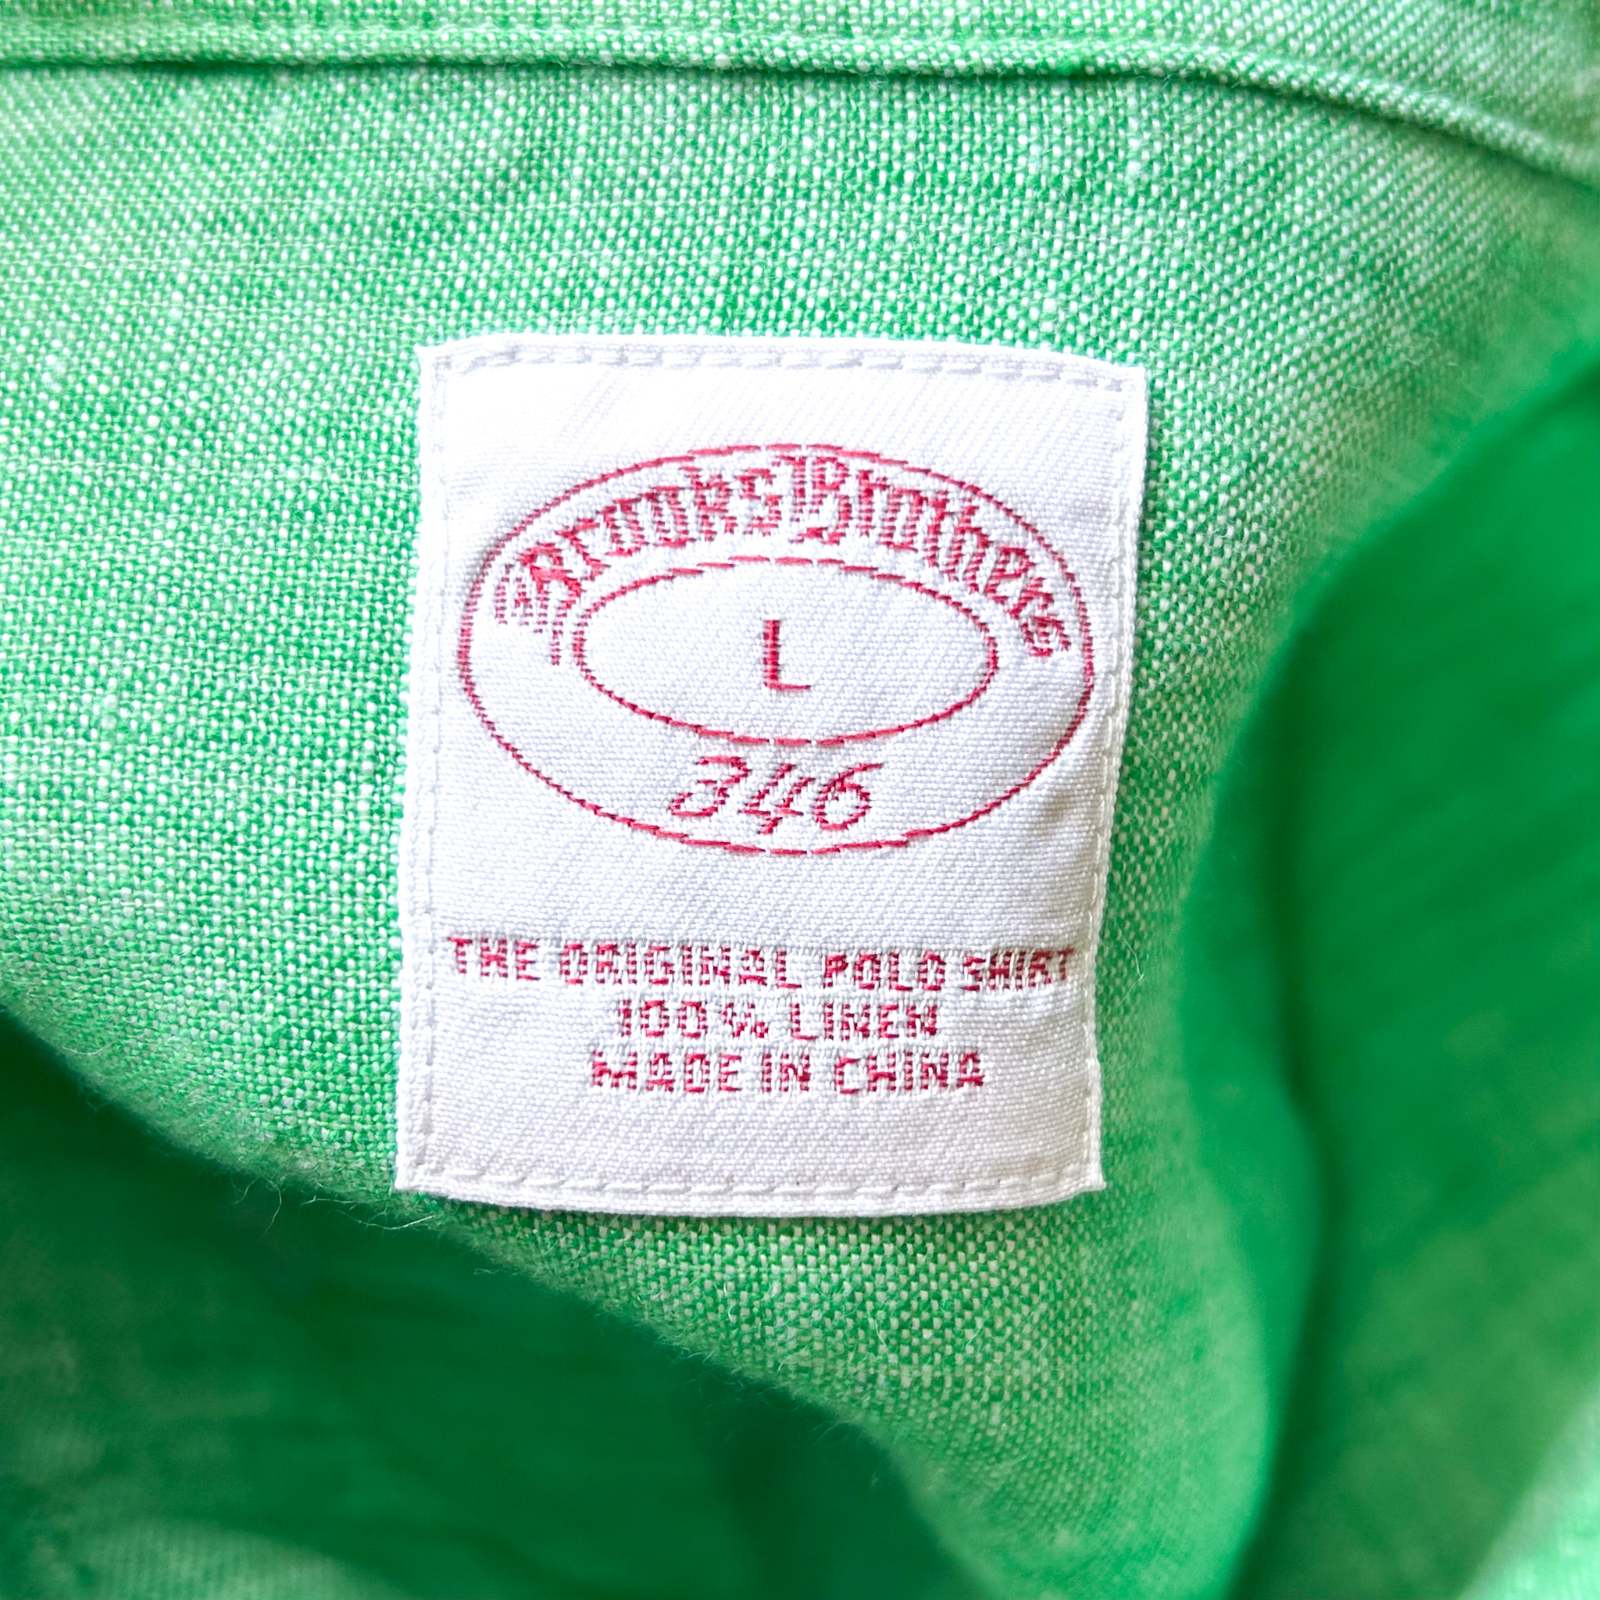 Brooks Brothers
L
346
THE ORIGINAL POLO SHIRT
100% LINEN
MADE IN CHINA